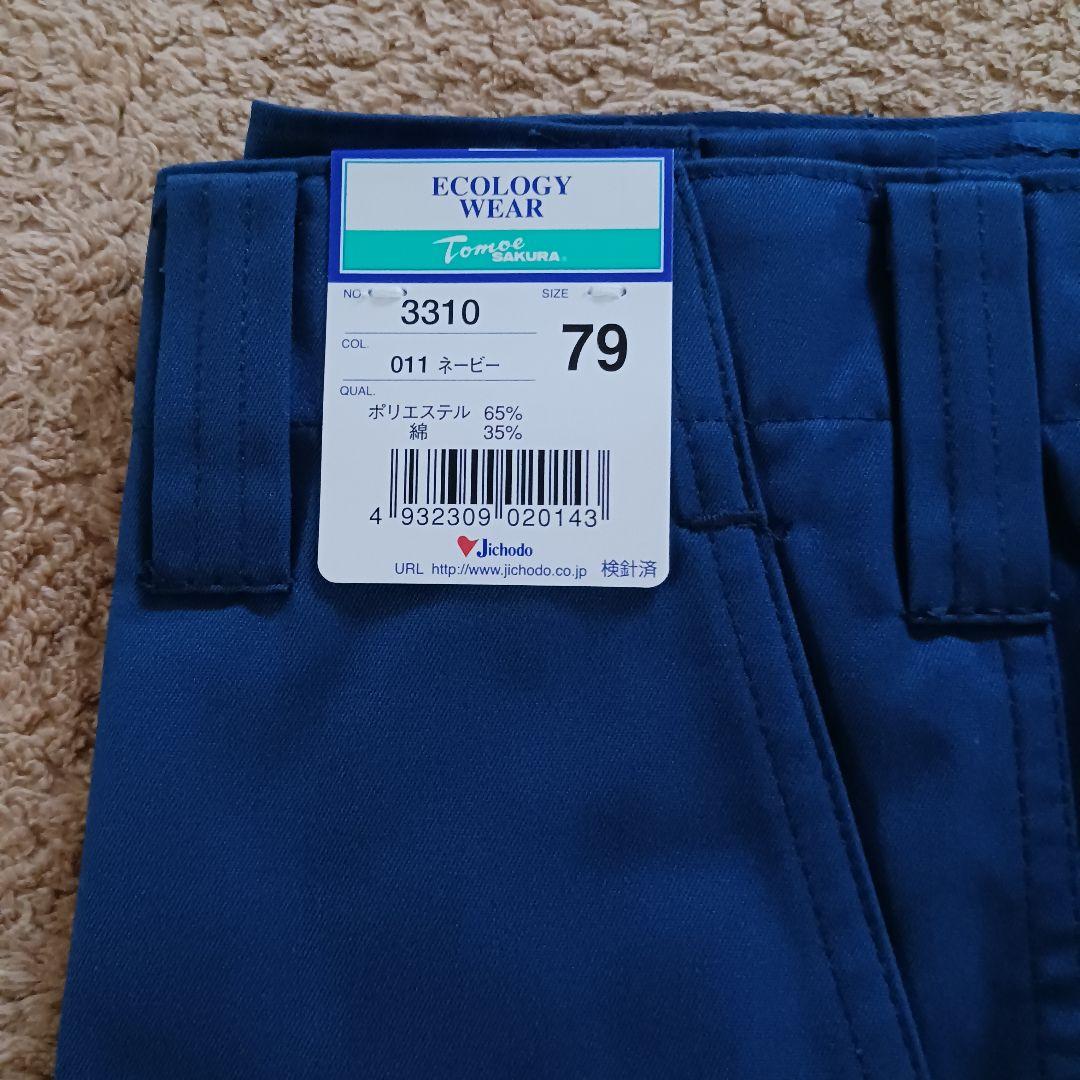 ECOLOGY
WEAR
Tomoe
SAKURA®
NO.
3310
SIZE
79
COL.
011 ネービー
QUAL.
ポリエステル 65%
綿 35%
4 932309 020143
Jichodo
URL http://www.jichodo.co.jp 検針済